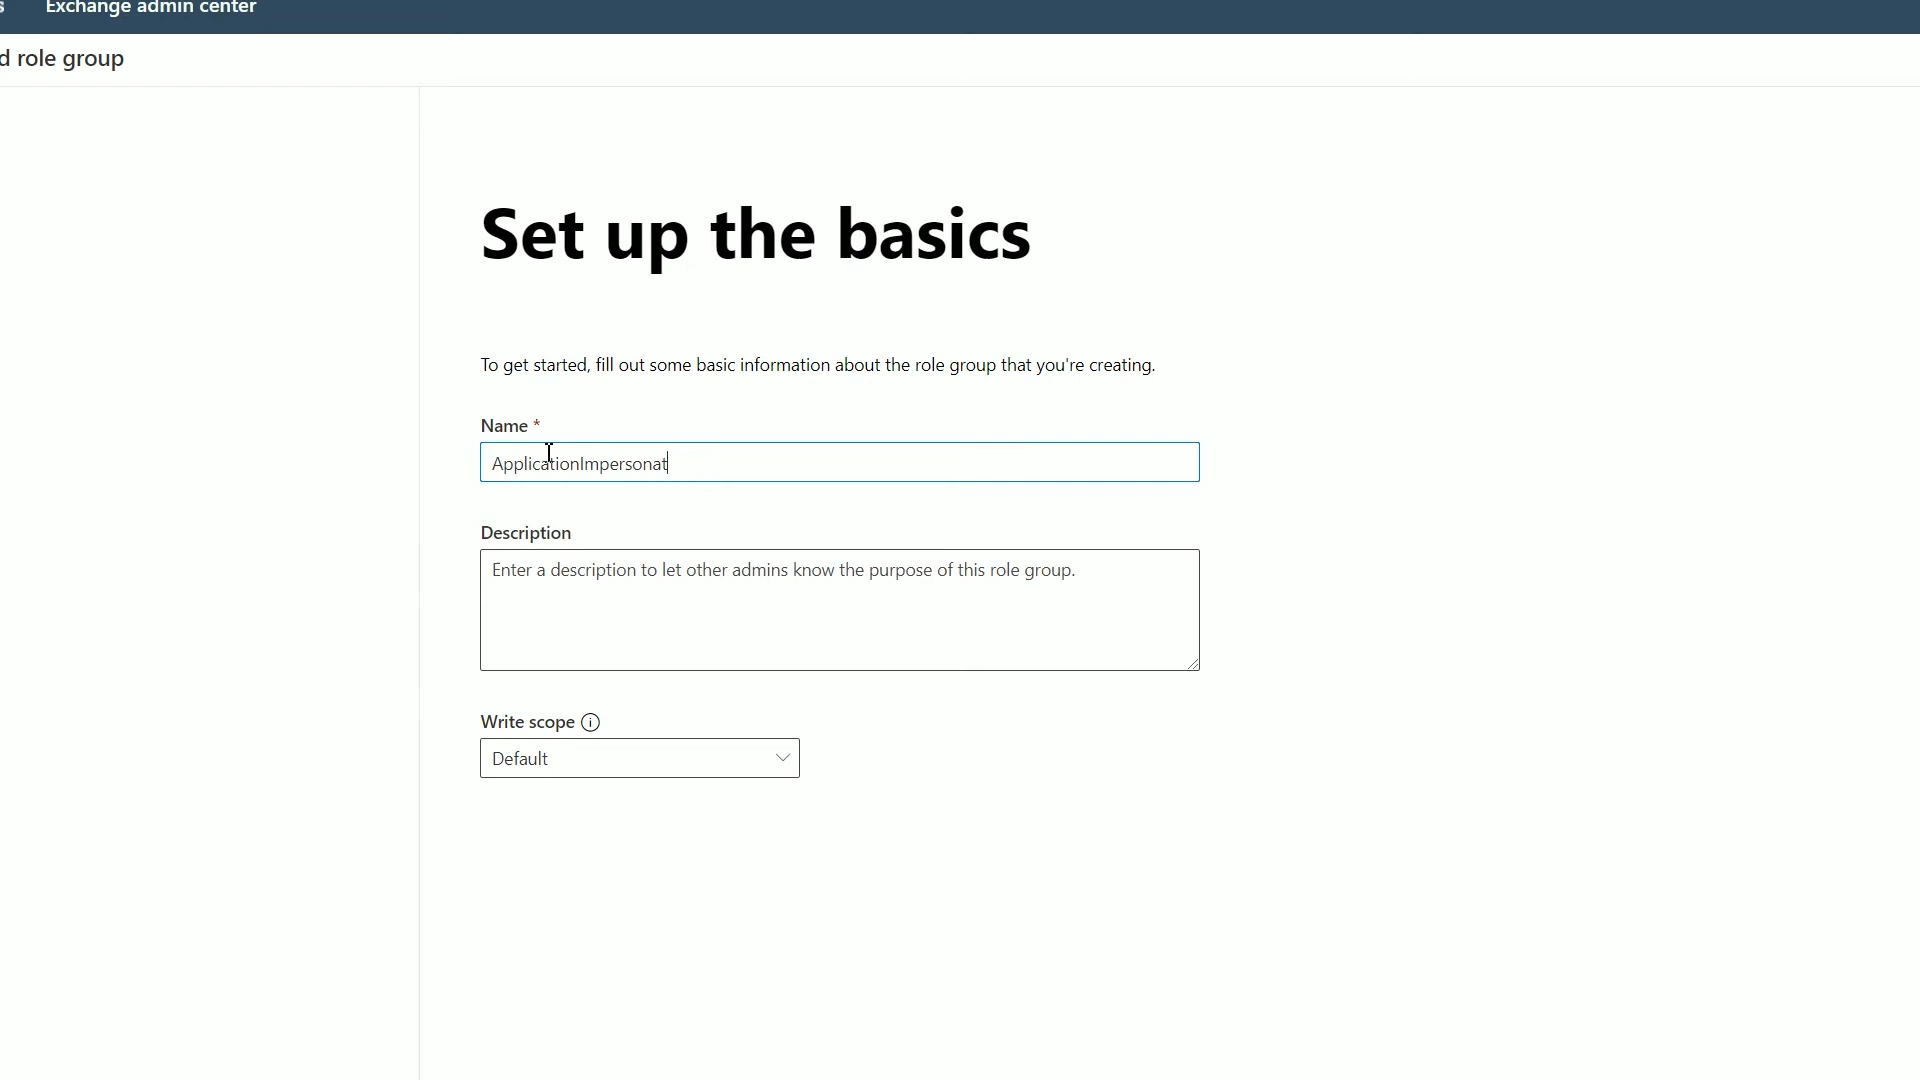 Exchange admin center
d role group
Set up the basics
To get started, fill out some basic information about the role group that you're creating.
Name *
ApplicationImpersonat
Description
Enter a description to let other admins know the purpose of this role group.
Write scope
Default